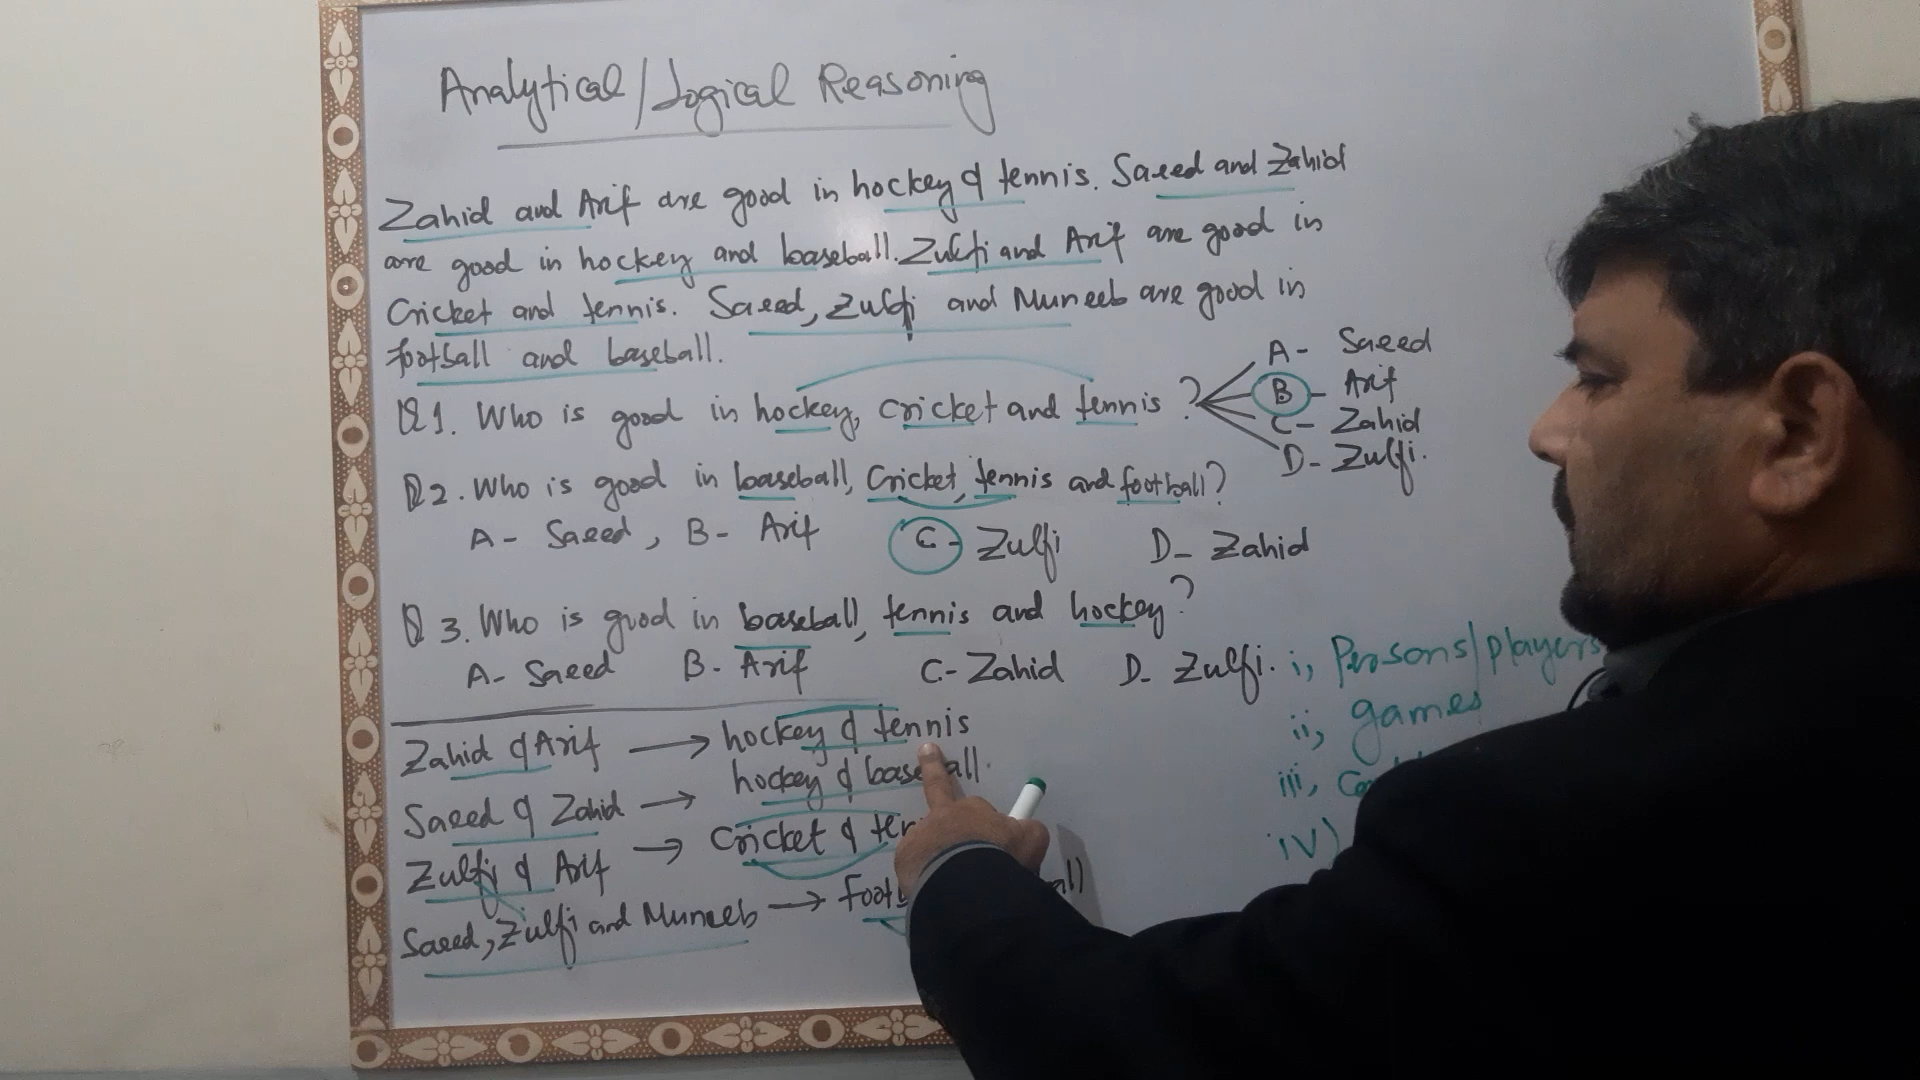 Analytical/Logical Reasoning
Zahid and Arif are good in hockey & tennis. Saeed and Zahid
are good in hockey and baseball. Zulfi and Arif are good in
Cricket and tennis. Saeed, Zulfi and Muneeb are good in
football and baseball.
Q1. Who is good in hockey, cricket and tennis?
A- Saeed
B- Arif
C- Zahid
D- Zulfi.
Q2. Who is good in baseball, Cricket, tennis and football?
A- Saeed, B- Arif C- Zulfi D- Zahid
Q3. Who is good in baseball, tennis and hockey?
A- Saeed B- Arif C- Zahid D- Zulfi.
i, Persons/players
ii, games
iii,
iv)
Zahid & Arif → hockey & tennis
Saeed & Zahid → hockey & baseball.
Zulfi & Arif → Cricket &
Saeed, Zulfi and Muneeb →